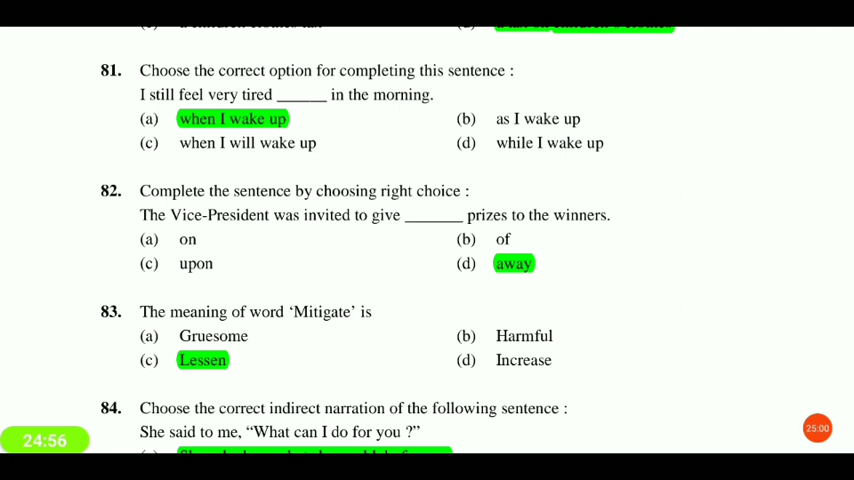 81. Choose the correct option for completing this sentence :
I still feel very tired ______ in the morning.
(a) when I wake up (b) as I wake up
(c) when I will wake up (d) while I wake up
82. Complete the sentence by choosing right choice :
The Vice-President was invited to give _______ prizes to the winners.
(a) on (b) of
(c) upon (d) away
83. The meaning of word ‘Mitigate’ is
(a) Gruesome (b) Harmful
(c) Lessen (d) Increase
84. Choose the correct indirect narration of the following sentence :
She said to me, “What can I do for you ?”
24:56
25:00